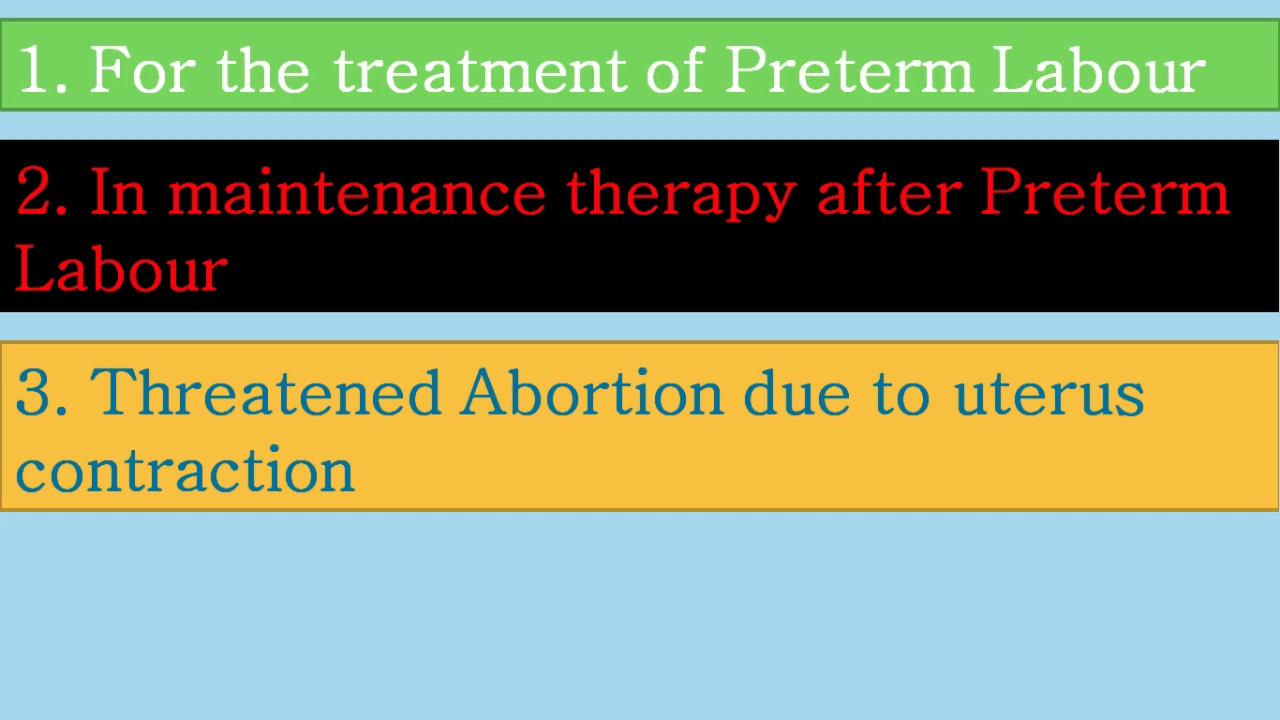 1. For the treatment of Preterm Labour
2. In maintenance therapy after Preterm
Labour
3. Threatened Abortion due to uterus
contraction